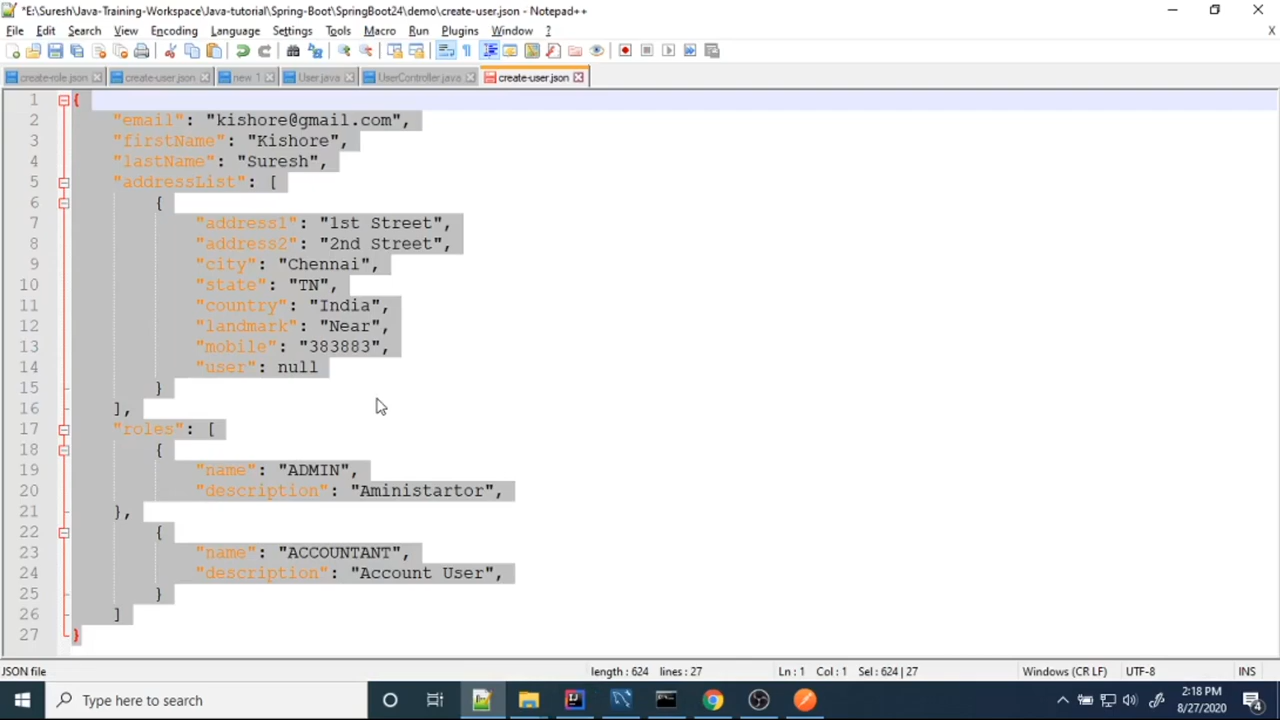 *E:\Suresh\Java-Training-Workspace\Java-tutorial\Spring-Boot\SpringBoot24\demo\create-user.json - Notepad++
File Edit Search View Encoding Language Settings Tools Macro Run Plugins Window ? X
create-role.json create-user.json new 1 User.java UserController.java create-user.json
1 {
2 "email": "kishore@gmail.com",
3 "firstName": "Kishore",
4 "lastName": "Suresh",
5 "addressList": [
6 {
7 "address1": "1st Street",
8 "address2": "2nd Street",
9 "city": "Chennai",
10 "state": "TN",
11 "country": "India",
12 "landmark": "Near",
13 "mobile": "383883",
14 "user": null
15 }
16 ],
17 "roles": [
18 {
19 "name": "ADMIN",
20 "description": "Aministartor",
21 },
22 {
23 "name": "ACCOUNTANT",
24 "description": "Account User",
25 }
26 ]
27 }
JSON file length : 624 lines : 27 Ln : 1 Col : 1 Sel : 624 | 27 Windows (CR LF) UTF-8 INS
Type here to search 2:18 PM
8/27/2020 4